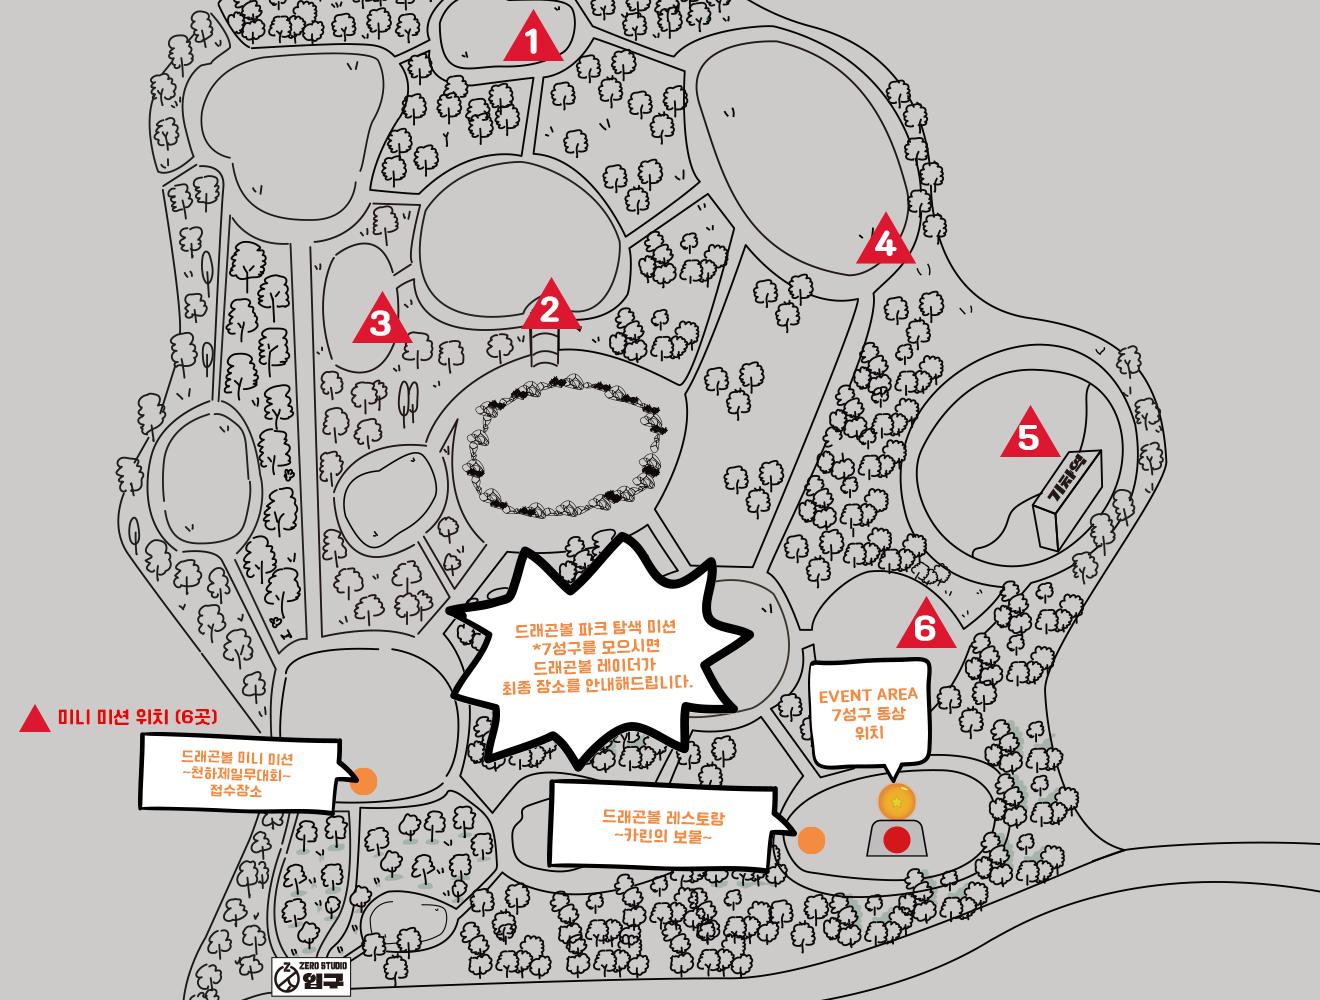 1
2
3
4
5
기차역
6
드래곤볼 파크 탐색 미션
*7성구를 모으시면
드래곤볼 레이더가
최종 장소를 안내해드립니다.
EVENT AREA
7성구 동상
위치
미니 미션 위치 (6곳)
드래곤볼 미니 미션
~천하제일무대회~
접수장소
드래곤볼 레스토랑
~카린의 보물~
ZERO STUDIO
입구